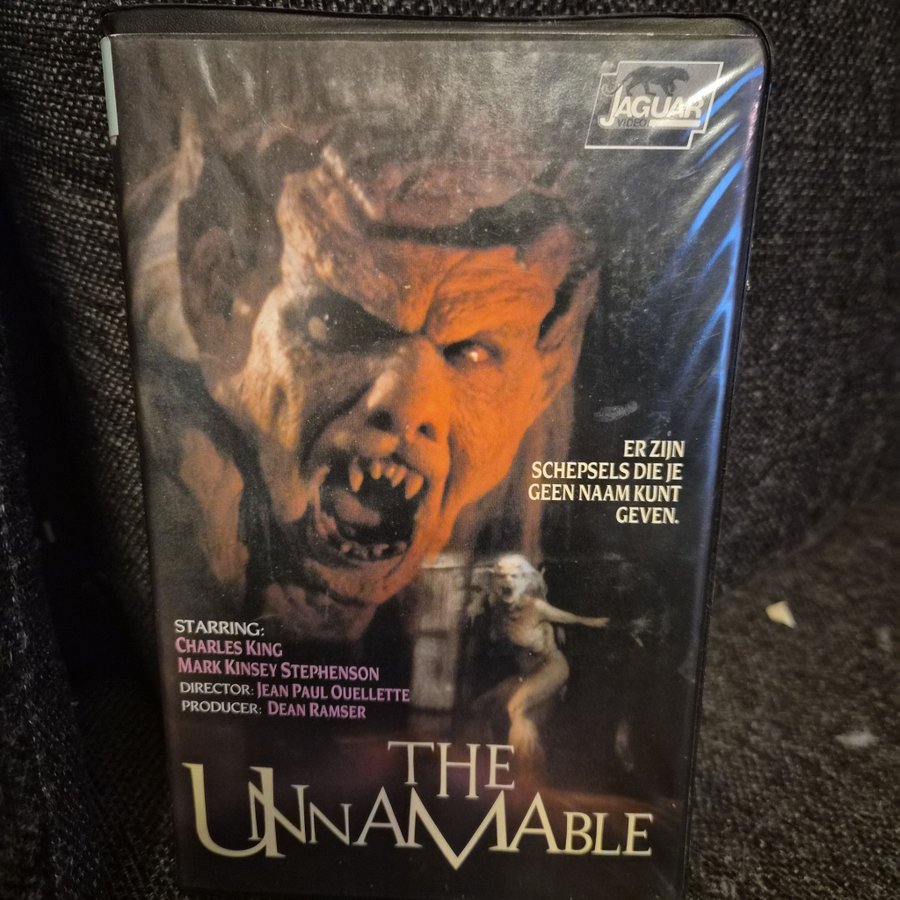 JAGUAR
VIDEO
ER ZIJN
SCHEPSELS DIE JE
GEEN NAAM KUNT
GEVEN.
STARRING:
CHARLES KING
MARK KINSEY STEPHENSON
DIRECTOR: JEAN PAUL OUELLETTE
PRODUCER: DEAN RAMSER
THE
UNNAMABLE